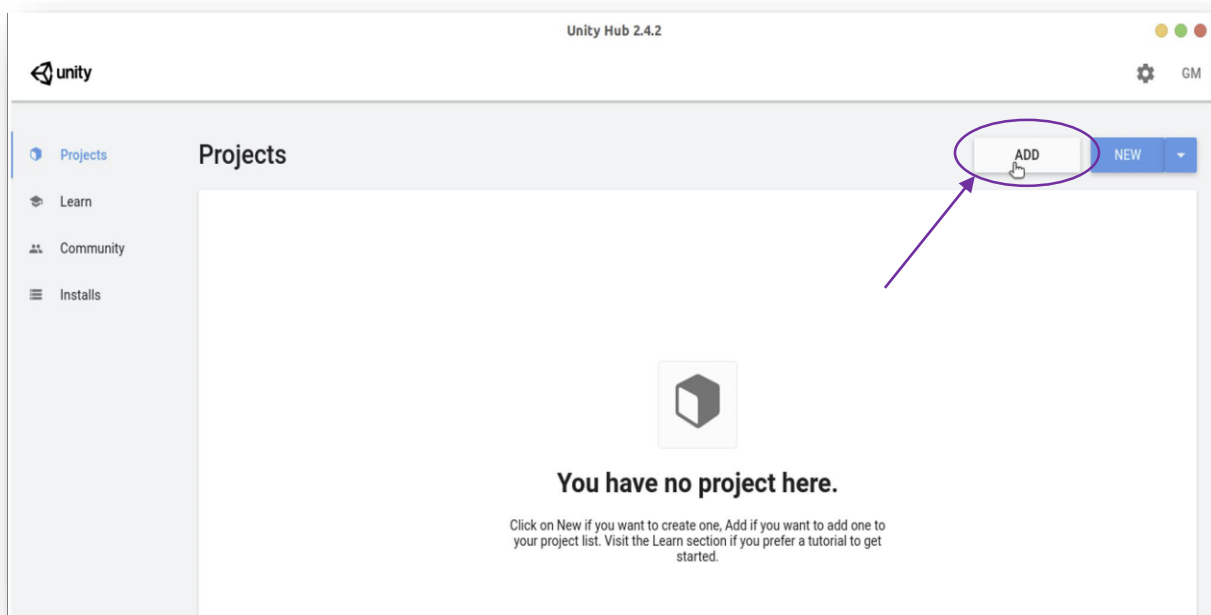 Unity Hub 2.4.2
unity
GM
Projects
Projects
ADD
NEW
Learn
Community
Installs
You have no project here.
Click on New if you want to create one, Add if you want to add one to
your project list. Visit the Learn section if you prefer a tutorial to get
started.